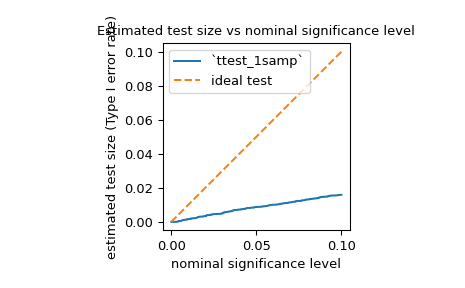 Estimated test size vs nominal significance level
`ttest_1samp`
ideal test
estimated test size (Type I error rate)
0.10
0.08
0.06
0.04
0.02
0.00
0.00 0.05 0.10
nominal significance level